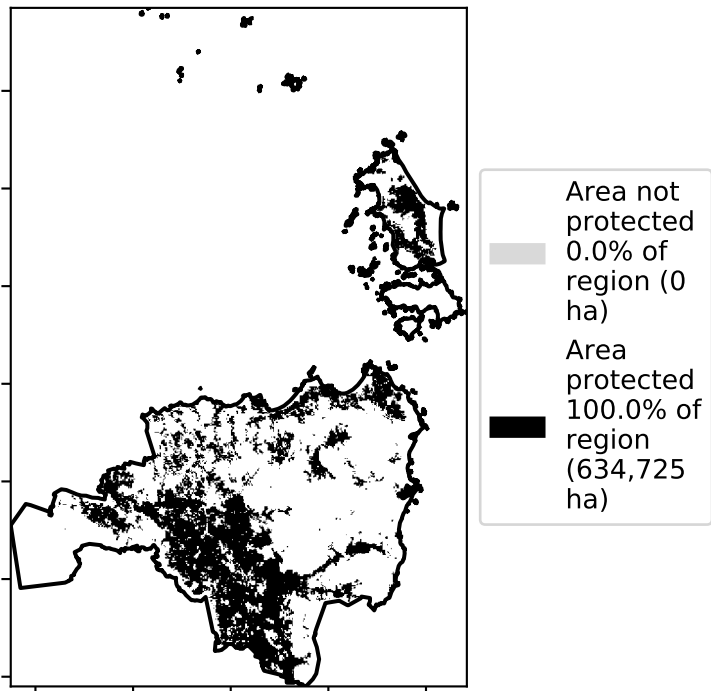 Area not
protected
0.0% of
region (0
ha)
Area
protected
100.0% of
region
(634,725
ha)